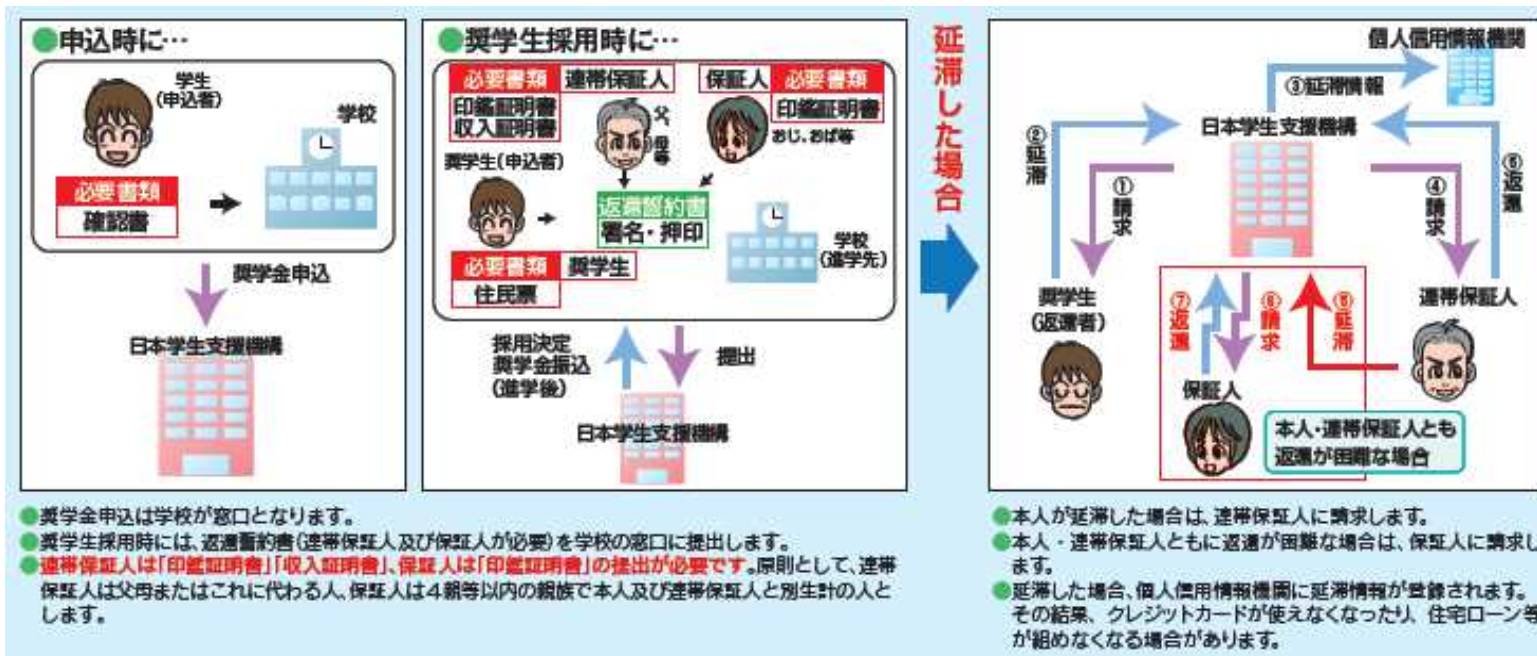 ●申込時に…
学生
(申込者)
学校
必要書類
確認書
奨学金申込
日本学生支援機構
●奨学生採用時に…
必要書類 連帯保証人
印鑑証明書
収入証明書
父、母等
保証人 必要書類
印鑑証明書
おじ、おば等
奨学生(申込者)
返還誓約書
署名・押印
必要書類 奨学生
住民票
学校
(進学先)
採用決定
奨学金振込
(進学後)
提出
日本学生支援機構
延滞した場合
個人信用情報機関
③延滞情報
日本学生支援機構
②延滞
①請求
④請求
⑤返還
奨学生
(返還者)
連帯保証人
⑦返還
⑥請求
⑤延滞
保証人
本人・連帯保証人とも
返還が困難な場合
●奨学金申込は学校が窓口となります。
●奨学生採用時には、返還誓約書(連帯保証人及び保証人が必要)を学校の窓口に提出します。
●連帯保証人は「印鑑証明書」「収入証明書」、保証人は「印鑑証明書」の提出が必要です。原則として、連帯
保証人は父母またはこれに代わる人、保証人は4親等以内の親族で本人及び連帯保証人と別生計の人と
します。
●本人が延滞した場合は、連帯保証人に請求します。
●本人・連帯保証人ともに返還が困難な場合は、保証人に請求し
ます。
●延滞した場合、個人信用情報機関に延滞情報が登録されます。
その結果、クレジットカードが使えなくなったり、住宅ローン等
が組めなくなる場合があります。